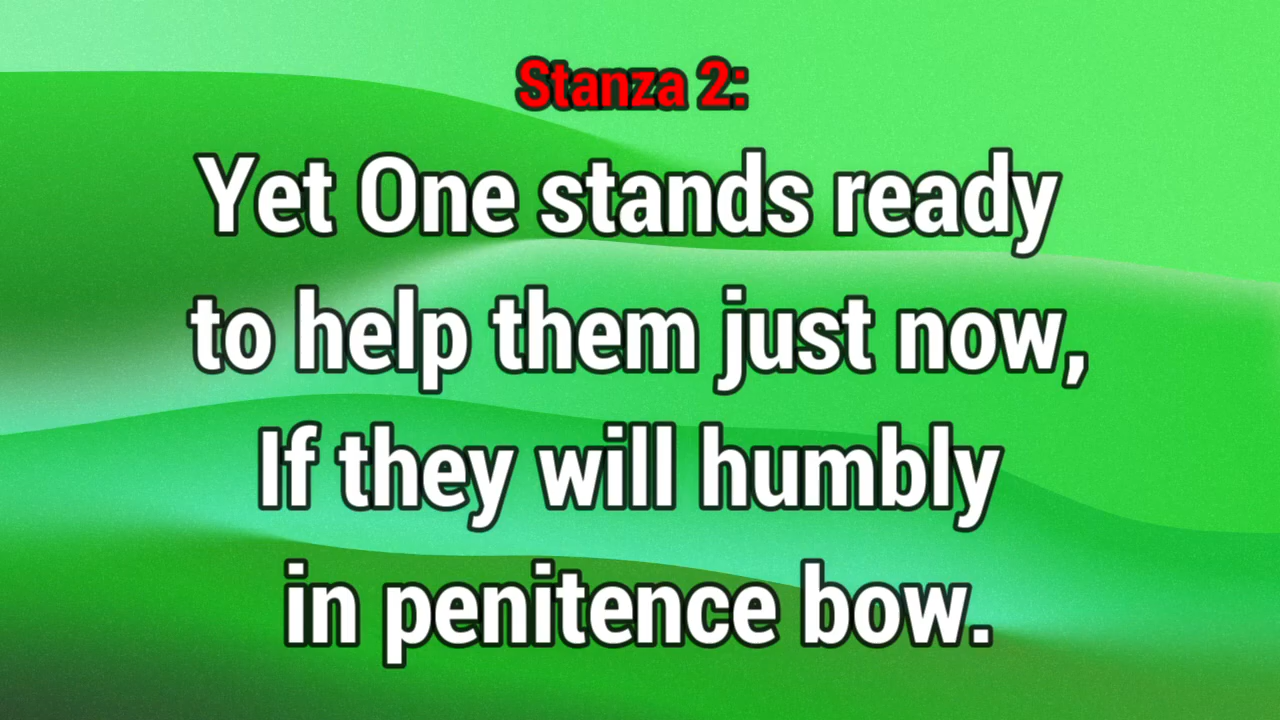 Stanza 2:
Yet One stands ready
to help them just now,
If they will humbly
in penitence bow.